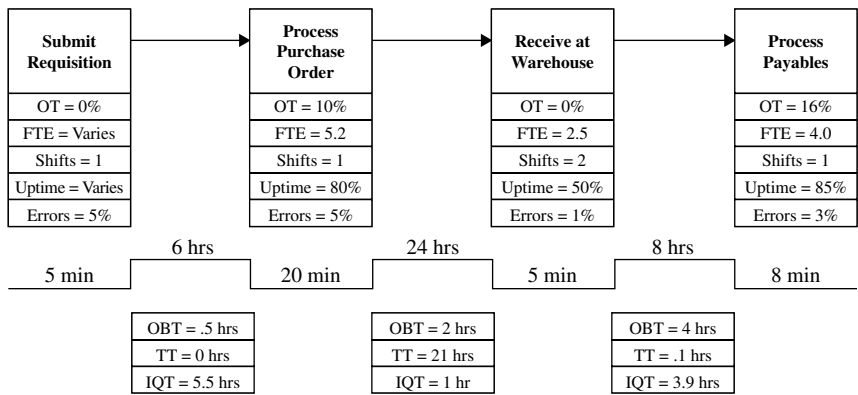 Submit
Requisition
OT = 0%
FTE = Varies
Shifts = 1
Uptime = Varies
Errors = 5%
Process
Purchase
Order
OT = 10%
FTE = 5.2
Shifts = 1
Uptime = 80%
Errors = 5%
Receive at
Warehouse
OT = 0%
FTE = 2.5
Shifts = 2
Uptime = 50%
Errors = 1%
Process
Payables
OT = 16%
FTE = 4.0
Shifts = 1
Uptime = 85%
Errors = 3%
5 min
6 hrs
20 min
24 hrs
5 min
8 hrs
8 min
OBT = .5 hrs
TT = 0 hrs
IQT = 5.5 hrs
OBT = 2 hrs
TT = 21 hrs
IQT = 1 hr
OBT = 4 hrs
TT = .1 hrs
IQT = 3.9 hrs